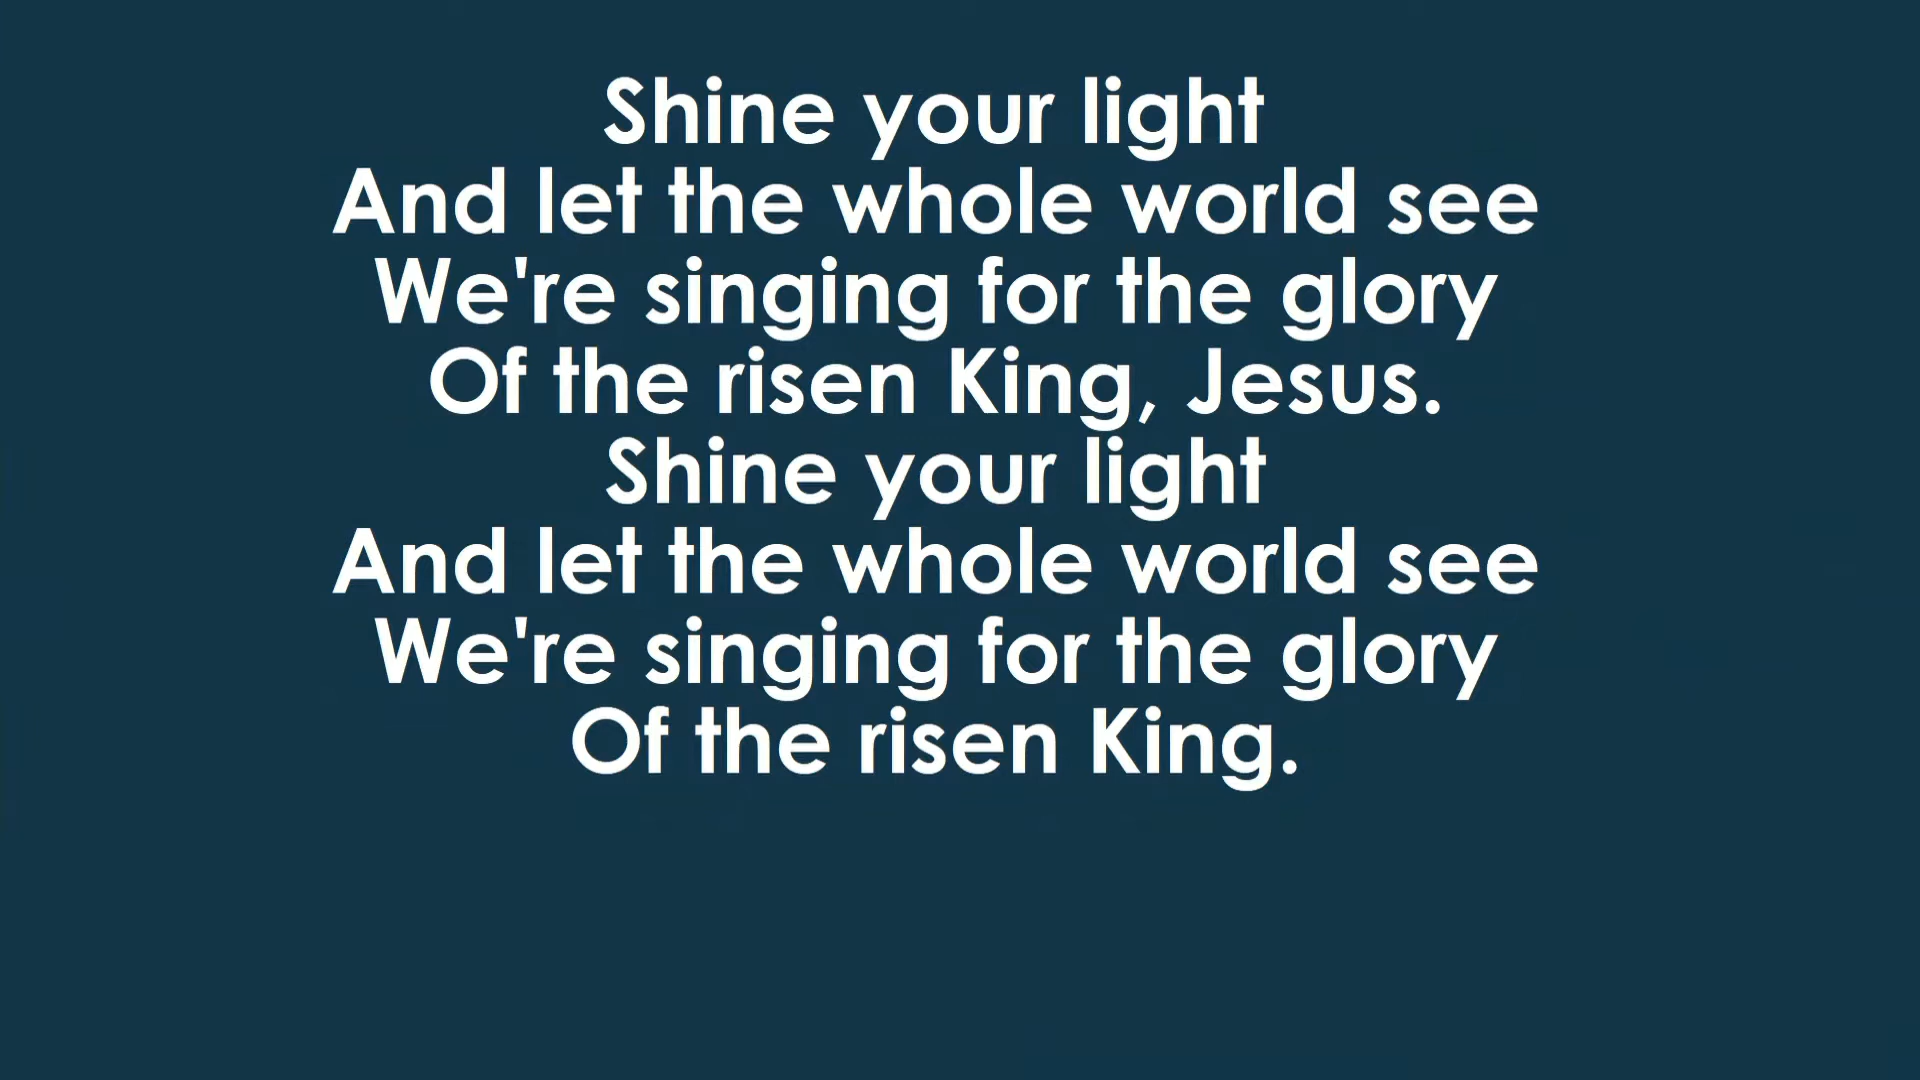 Shine your light
And let the whole world see
We're singing for the glory
Of the risen King, Jesus.
Shine your light
And let the whole world see
We're singing for the glory
Of the risen King.